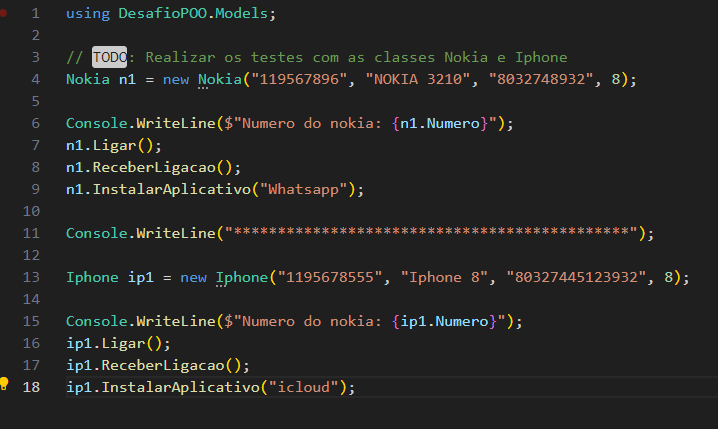 1 using DesafioPOO.Models;
2
3 // TODO: Realizar os testes com as classes Nokia e Iphone
4 Nokia n1 = new Nokia("119567896", "NOKIA 3210", "8032748932", 8);
5
6 Console.WriteLine($"Numero do nokia: {n1.Numero}");
7 n1.Ligar();
8 n1.ReceberLigacao();
9 n1.InstalarAplicativo("Whatsapp");
10
11 Console.WriteLine("*********************************************");
12
13 Iphone ip1 = new Iphone("1195678555", "Iphone 8", "80327445123932", 8);
14
15 Console.WriteLine($"Numero do nokia: {ip1.Numero}");
16 ip1.Ligar();
17 ip1.ReceberLigacao();
18 ip1.InstalarAplicativo("icloud");